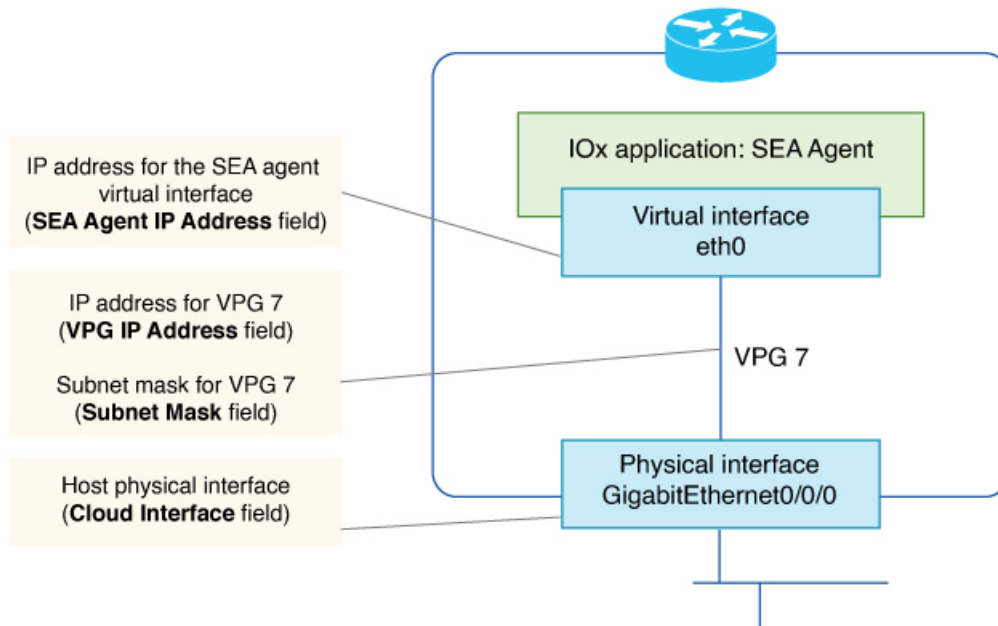 IOx application: SEA Agent
Virtual interface
eth0
IP address for the SEA agent
virtual interface
(SEA Agent IP Address field)
IP address for VPG 7
(VPG IP Address field)
Subnet mask for VPG 7
(Subnet Mask field)
VPG 7
Host physical interface
(Cloud Interface field)
Physical interface
GigabitEthernet0/0/0